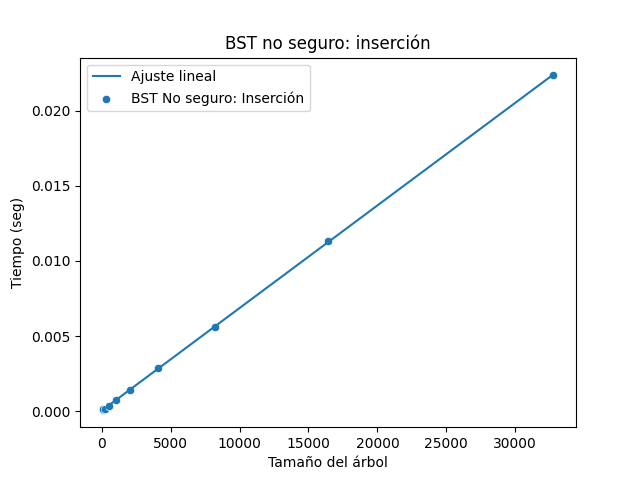 BST no seguro: inserción
Ajuste lineal
BST No seguro: Inserción
Tiempo (seg)
0.020
0.015
0.010
0.005
0.000
0
5000
10000
15000
20000
25000
30000
Tamaño del árbol